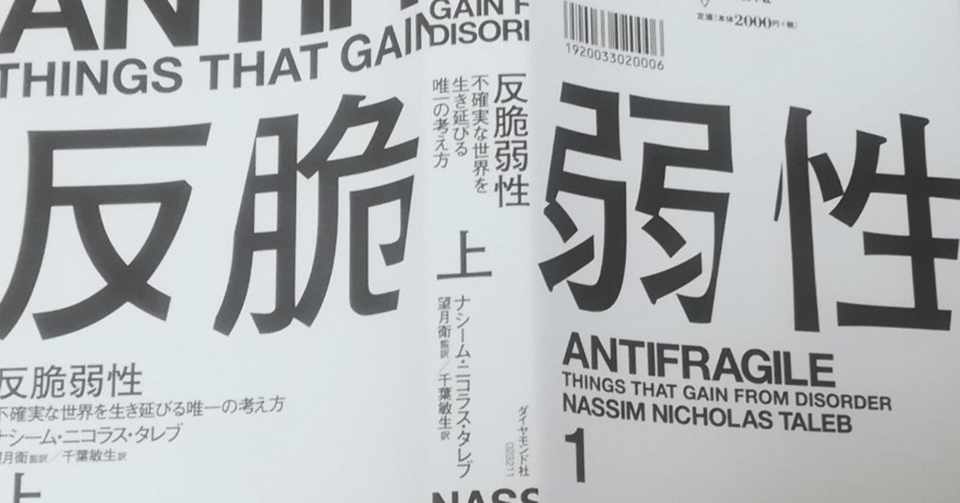 ANTIFR
THINGS THAT GAIN
反脆
反脆弱性
不確実な世界を生き延びる唯一の考え方
ナシーム・ニコラス・タレブ
望月衛 監訳／千葉敏生 訳
上
GAIN F
DISORI
反脆弱性
不確実な世界を
生き延びる
唯一の考え方
上
ナシーム・ニコラス・タレブ
望月衛 監訳／千葉敏生 訳
ダイヤモンド社
NASS
定価(本体2000円+税)
1920033020006
弱性
ANTIFRAGILE
THINGS THAT GAIN FROM DISORDER
NASSIM NICHOLAS TALEB
1